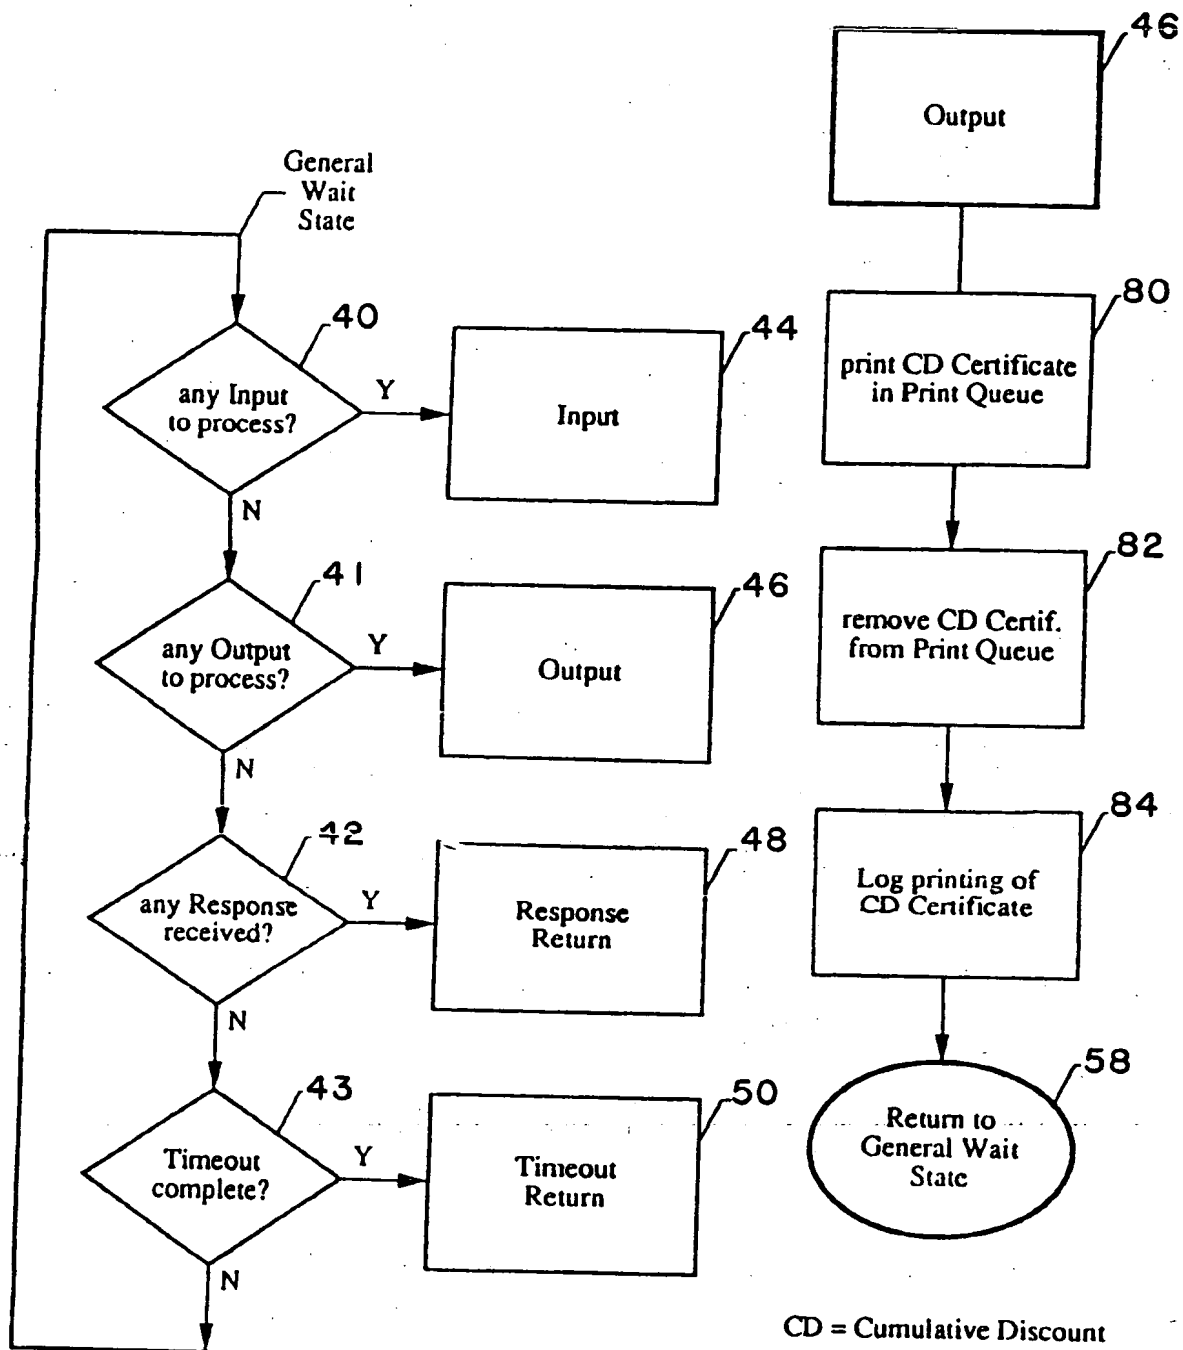 General
Wait
State
40
any Input
to process?
Y
N
44
Input
41
any Output
to process?
Y
N
46
Output
42
any Response
received?
Y
N
48
Response
Return
43
Timeout
complete?
Y
N
50
Timeout
Return
46
Output
80
print CD Certificate
in Print Queue
82
remove CD Certif.
from Print Queue
84
Log printing of
CD Certificate
58
Return to
General Wait
State
CD = Cumulative Discount